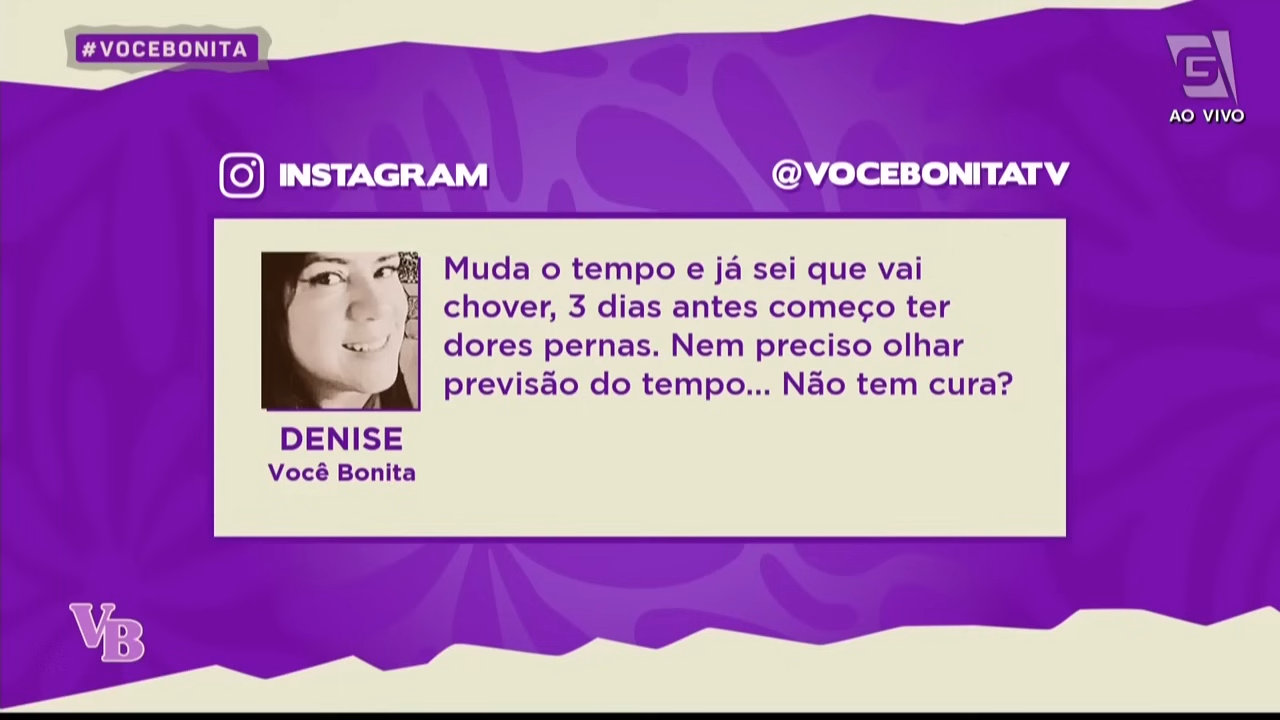 #VOCEBONITA
G
AO VIVO
INSTAGRAM
@VOCEBONITATV
Muda o tempo e já sei que vai
chover, 3 dias antes começo ter
dores pernas. Nem preciso olhar
previsão do tempo... Não tem cura?
DENISE
Você Bonita
VB